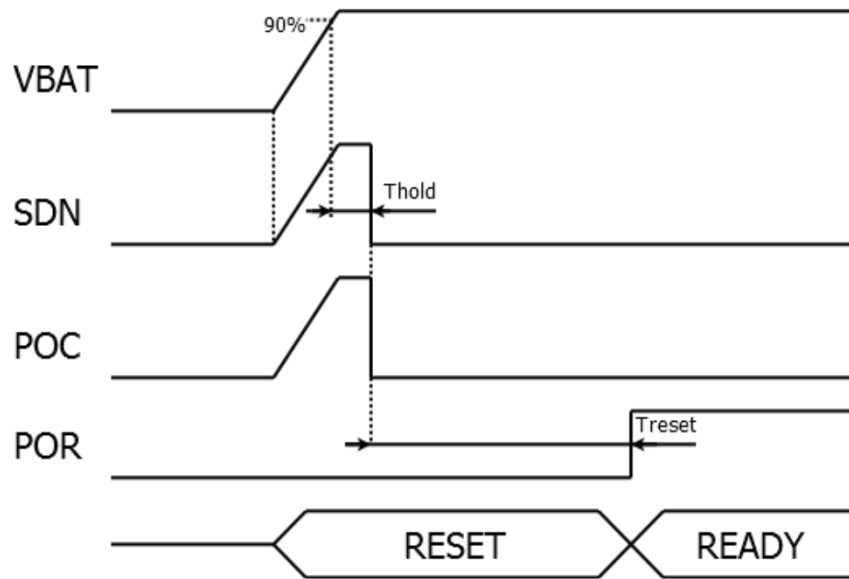 90%
VBAT
Thold
SDN
POC
Treset
POR
RESET
READY